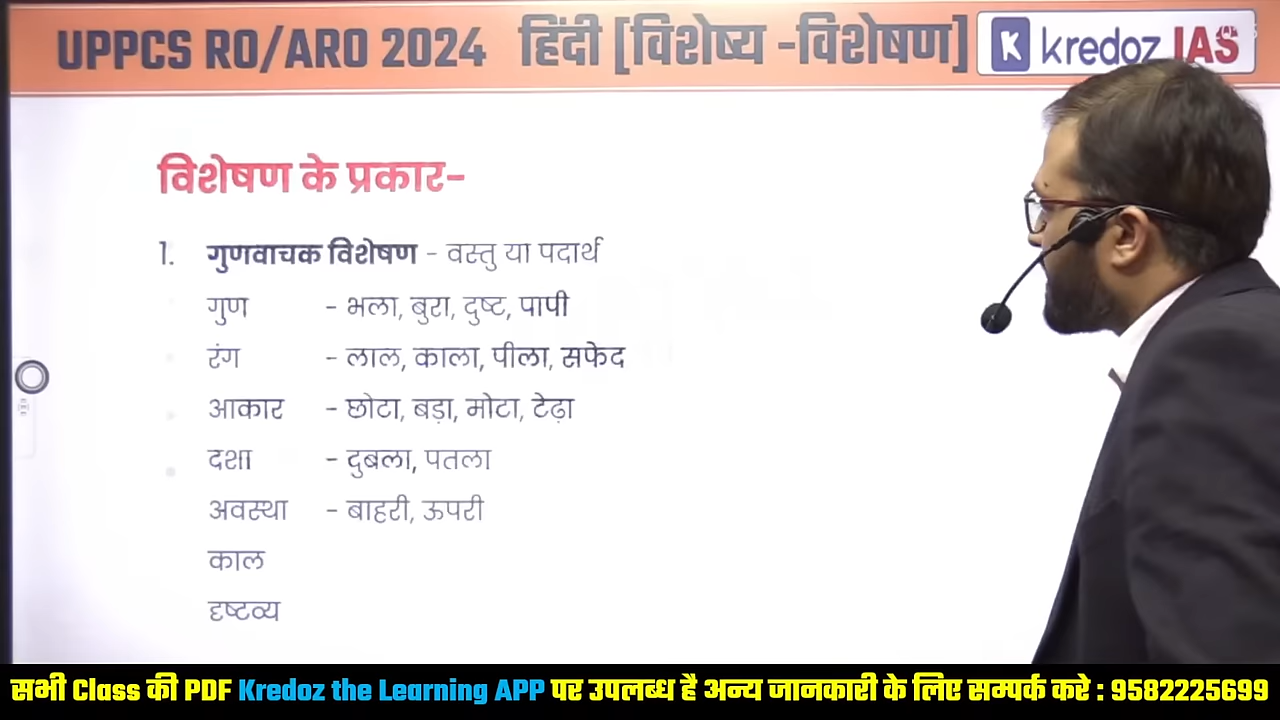 UPPCS RO/ARO 2024 हिंदी [विशेष्य -विशेषण] K kredoz IAS
विशेषण के प्रकार-
1. गुणवाचक विशेषण - वस्तु या पदार्थ
गुण - भला, बुरा, दुष्ट, पापी
रंग - लाल, काला, पीला, सफेद
आकार - छोटा, बड़ा, मोटा, टेढ़ा
दशा - दुबला, पतला
अवस्था - बाहरी, ऊपरी
काल
दृष्टव्य
सभी Class की PDF Kredoz the Learning APP पर उपलब्ध है अन्य जानकारी के लिए सम्पर्क करे : 9582225699